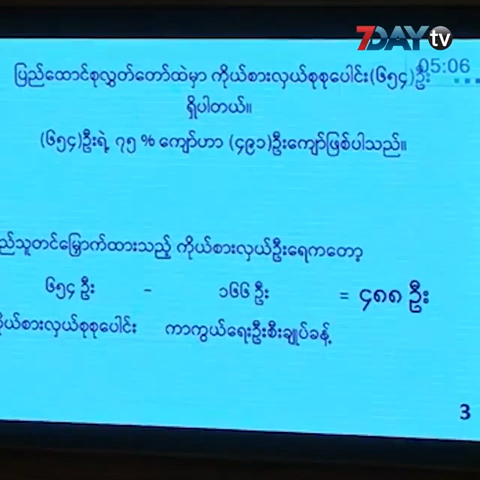 7DAY tv
05:06
ပြည်ထောင်စုလွှတ်တော်ထဲမှာ ကိုယ်စားလှယ်စုစုပေါင်း(၆၅၄)ဦး
ရှိပါတယ်။
(၆၅၄)ဦးရဲ့ ၇၅ % ကျော်ဟာ (၄၉၁)ဦးကျော်ဖြစ်ပါသည်။
ည်သူတင်မြှောက်ထားသည့် ကိုယ်စားလှယ်ဦးရေကတော့
၆၅၄ ဦး - ၁၆၆ ဦး = ၄၈၈ ဦး
ကိုယ်စားလှယ်စုစုပေါင်း ကာကွယ်ရေးဦးစီးချုပ်ခန့်
3